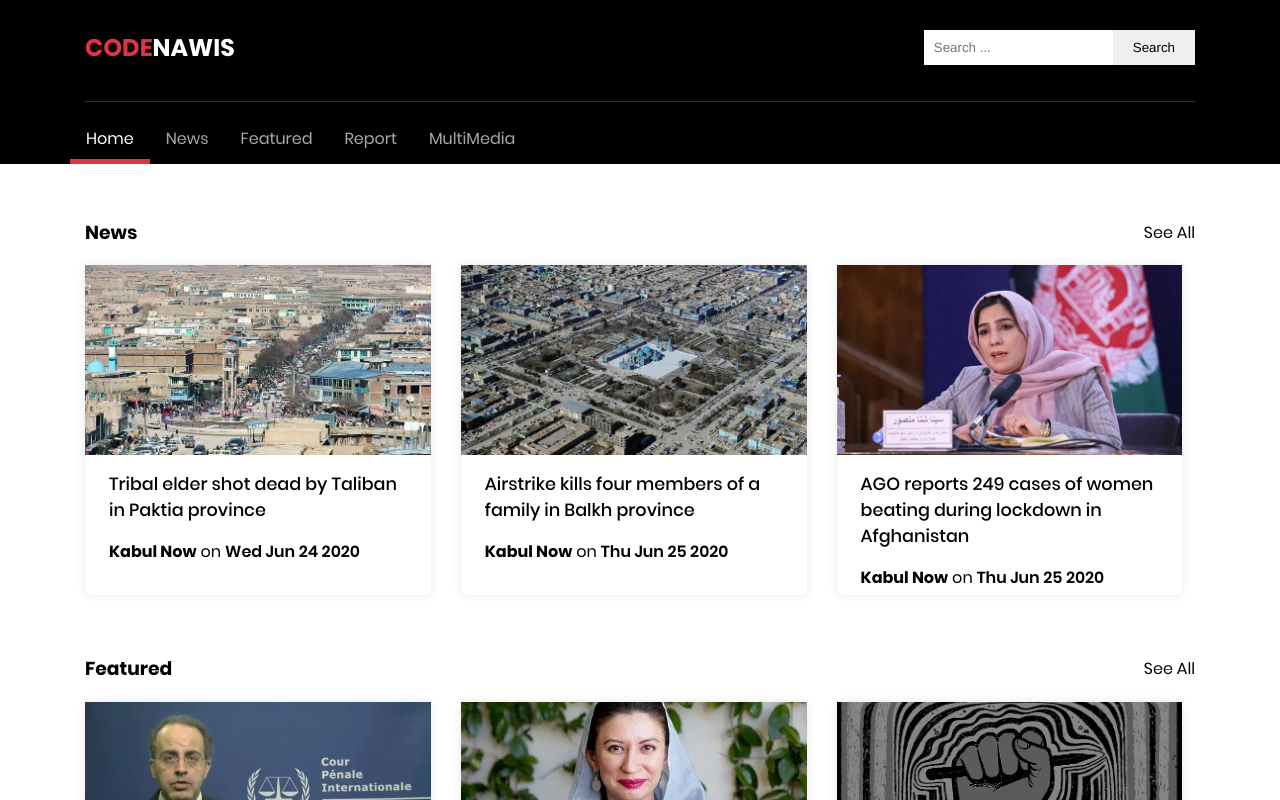 CODENAWIS
Search ...
Search
Home
News
Featured
Report
MultiMedia
News
See All
سینا شنا منصور
Tribal elder shot dead by Taliban
in Paktia province
Kabul Now on Wed Jun 24 2020
Airstrike kills four members of a
family in Balkh province
Kabul Now on Thu Jun 25 2020
AGO reports 249 cases of women
beating during lockdown in
Afghanistan
Kabul Now on Thu Jun 25 2020
Featured
See All
Cour
Pénale
Internationale